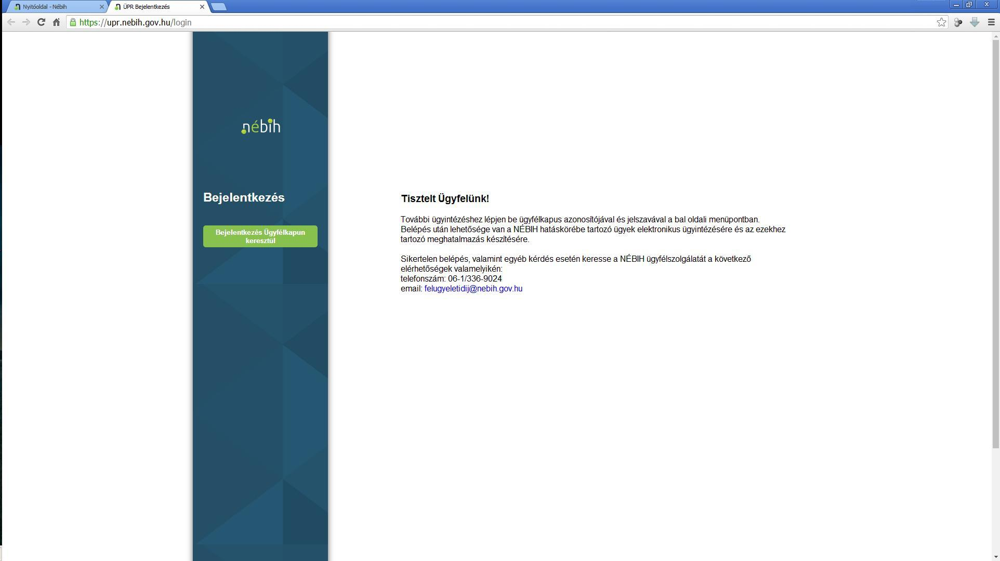 Nyitóoldal - Nébih
ÜPR Bejelentkezés
https://upr.nebih.gov.hu/login
nébih
Bejelentkezés
Bejelentkezés Ügyfélkapun
keresztül
Tisztelt Ügyfelünk!
További ügyintézéshez lépjen be ügyfélkapus azonosítójával és jelszavával a bal oldali menüpontban.
Belépés után lehetősége van a NÉBIH hatáskörébe tartozó ügyek elektronikus ügyintézésére és az ezekhez
tartozó meghatalmazás készítésére.
Sikertelen belépés, valamint egyéb kérdés esetén keresse a NÉBIH ügyfélszolgálatát a következő
elérhetőségek valamelyikén:
telefonszám: 06-1/336-9024
email: felugyeletidij@nebih.gov.hu